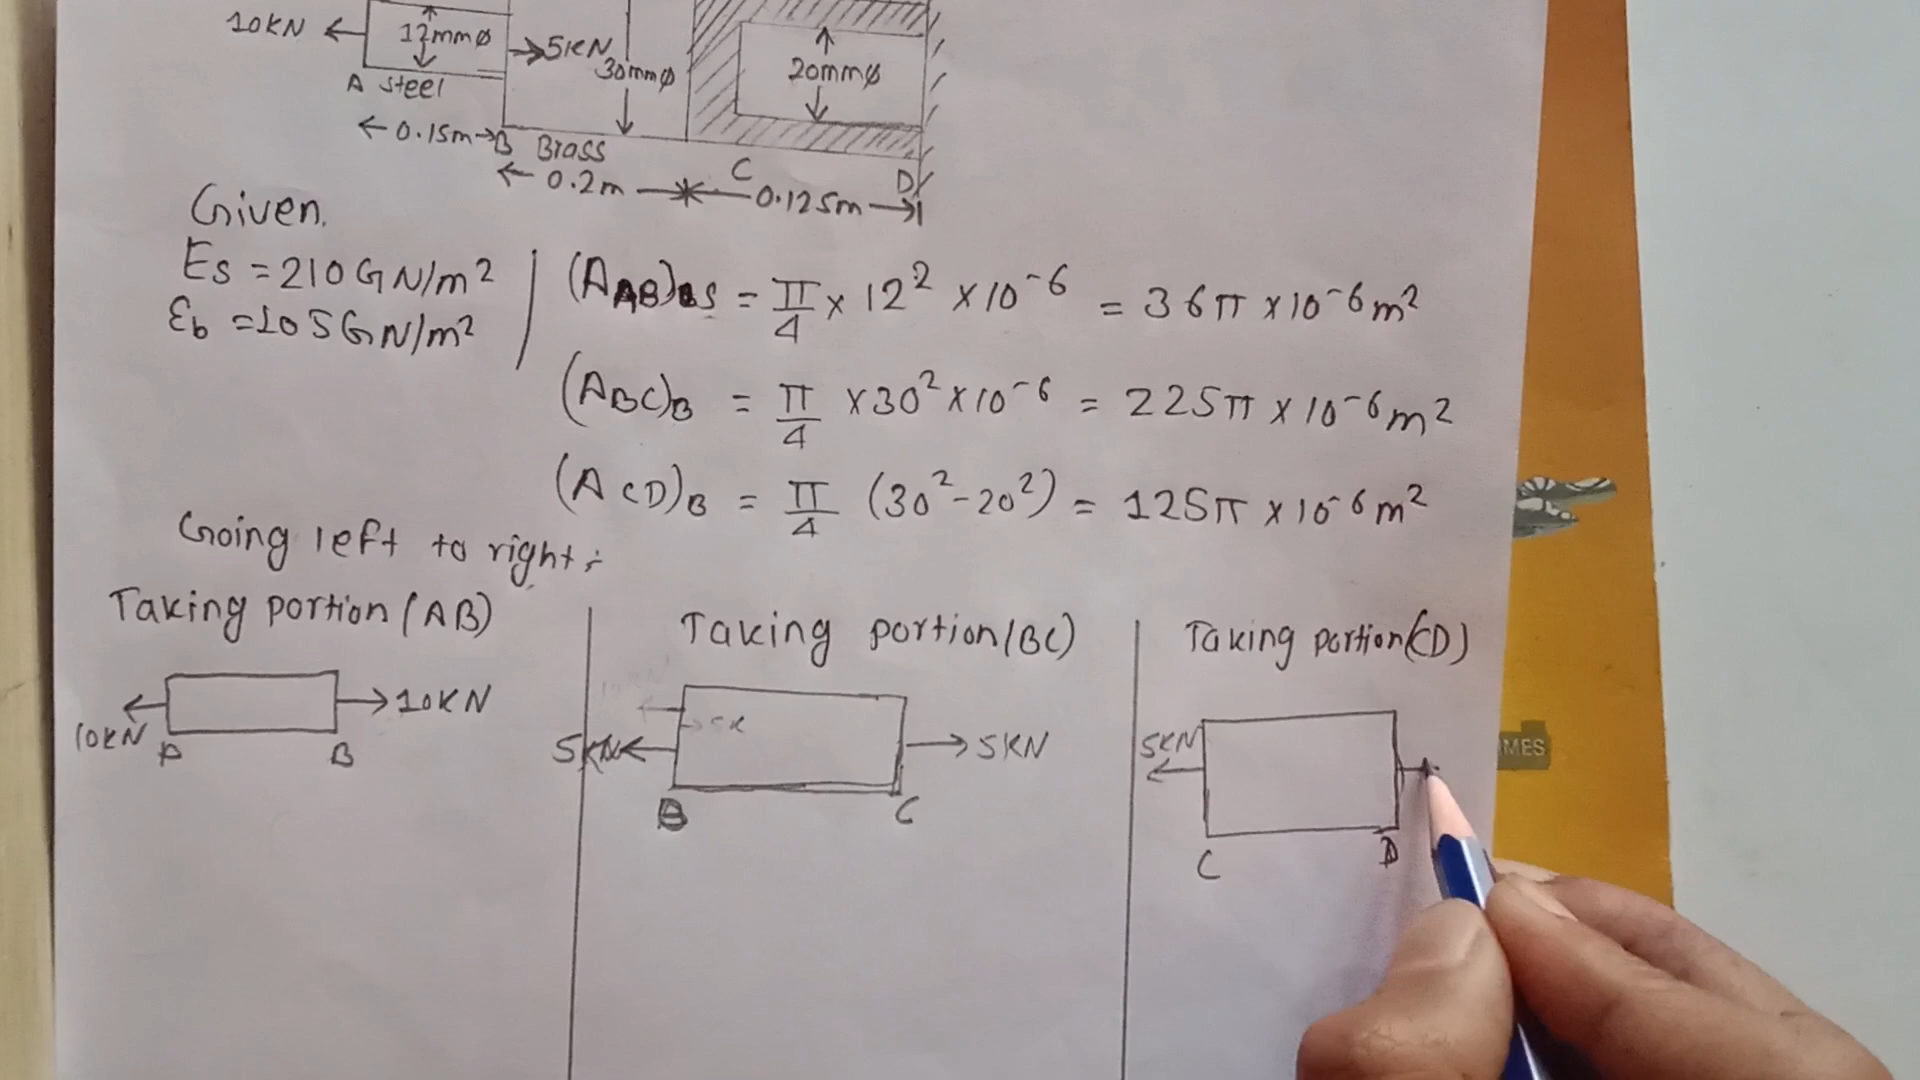 10KN
12mmø
5KN
30mmø
20mmø
A steel
0.15m
B Brass
0.2m
C
0.125m
D
Given.
Es = 210 GN/m²
Eb = 105 GN/m²
(AAB)s = π/4 × 12² × 10⁻⁶ = 36π × 10⁻⁶ m²
(ABC)B = π/4 × 30² × 10⁻⁶ = 225π × 10⁻⁶ m²
(ACD)B = π/4 (30² - 20²) = 125π × 10⁻⁶ m²
Going left to right:
Taking portion (AB)
10KN
10KN
A
B
Taking portion (BC)
5KN
5KN
B
C
Taking portion (CD)
5KN
C
D